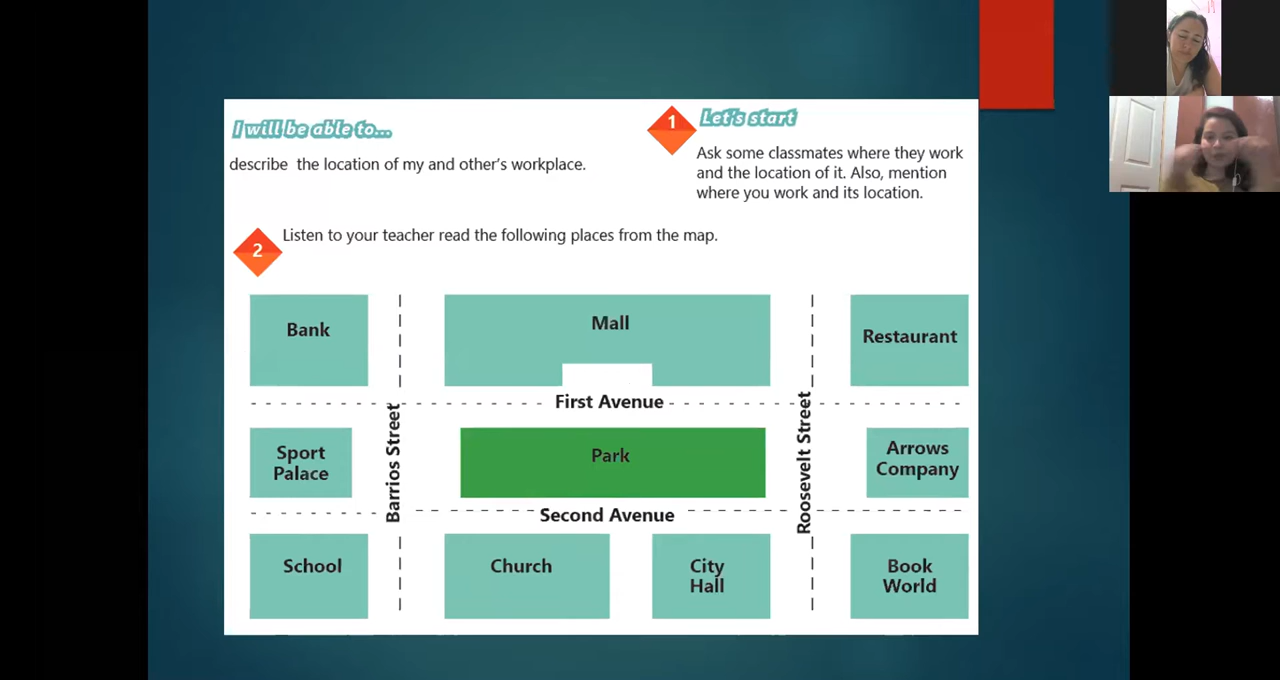 I will be able to...
describe the location of my and other's workplace.
1
Let's start
Ask some classmates where they work
and the location of it. Also, mention
where you work and its location.
2
Listen to your teacher read the following places from the map.
Bank
Mall
Restaurant
First Avenue
Barrios Street
Roosevelt Street
Sport
Palace
Park
Arrows
Company
Second Avenue
School
Church
City
Hall
Book
World